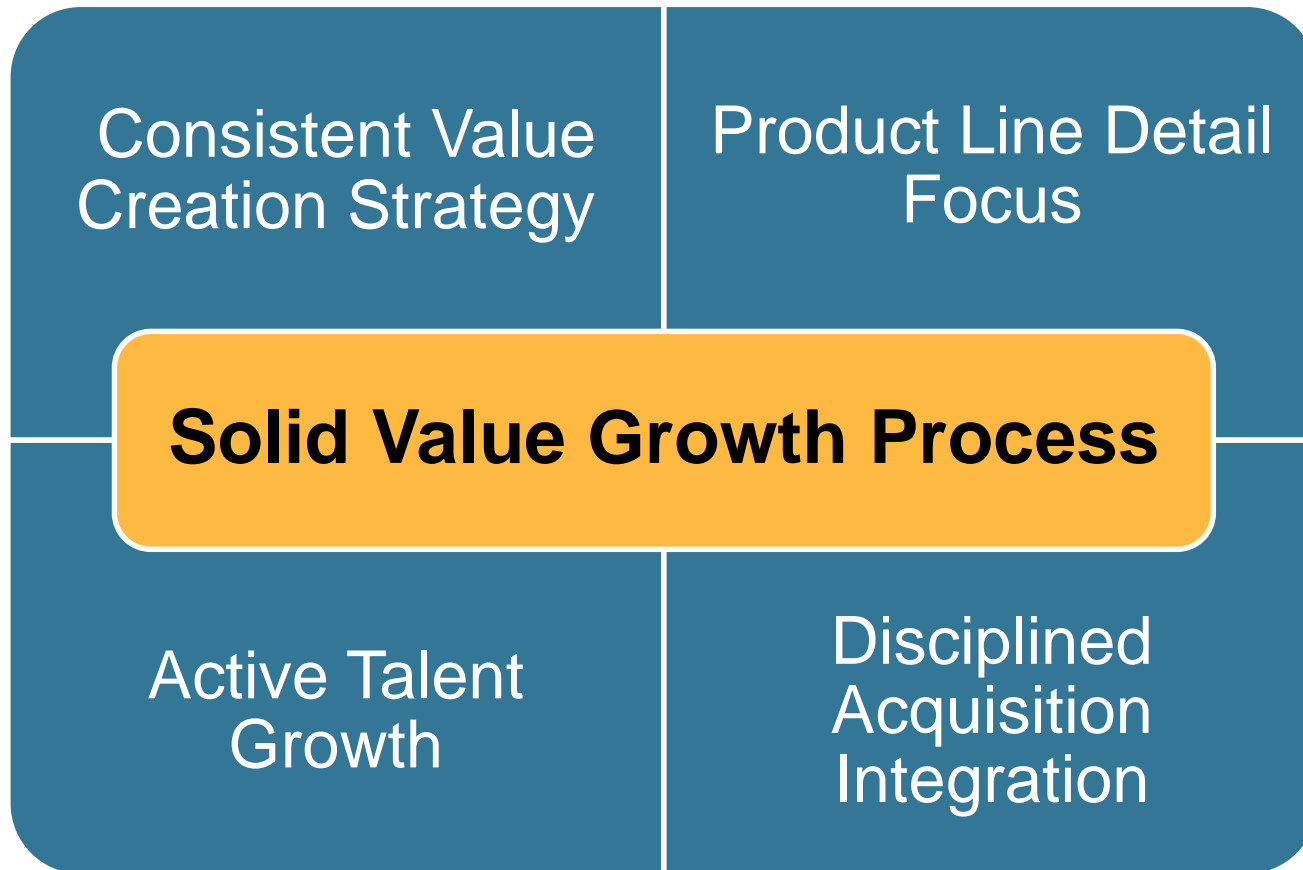 Consistent Value
Creation Strategy
Product Line Detail
Focus
Solid Value Growth Process
Active Talent
Growth
Disciplined
Acquisition
Integration